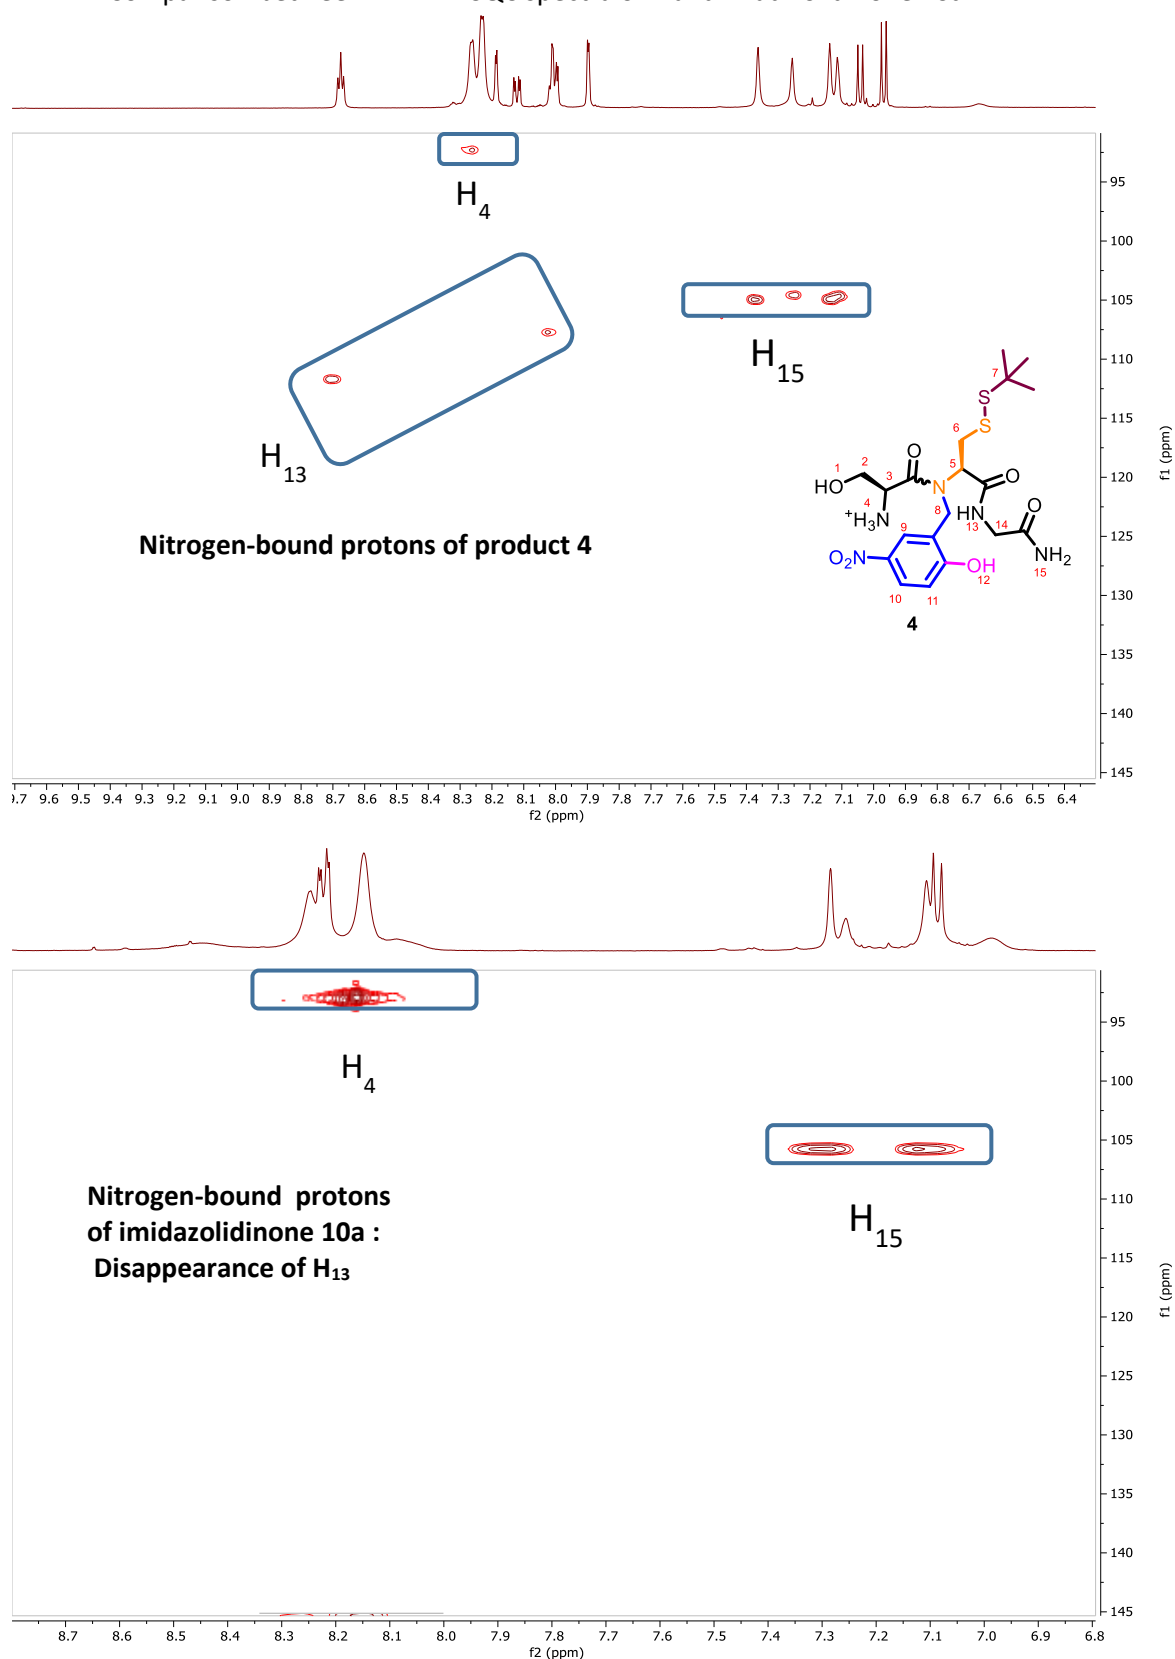 H4
95
100
H13
105
H15
110
115
120
125
130
135
140
145
f1 (ppm)
Nitrogen-bound protons of product 4
7
S
S
6
O
5
O
1
2
3
HO
N
4
+H3N
8
HN
13
14
O
9
NH2
15
O2N
OH
12
10
11
4
9.6 9.5 9.4 9.3 9.2 9.1 9.0 8.9 8.8 8.7 8.6 8.5 8.4 8.3 8.2 8.1 8.0 7.9 7.8 7.7 7.6 7.5 7.4 7.3 7.2 7.1 7.0 6.9 6.8 6.7 6.6 6.5 6.4
f2 (ppm)
H4
95
100
105
110
115
120
125
130
135
140
145
f1 (ppm)
H15
Nitrogen-bound protons
of imidazolidinone 10a :
Disappearance of H13
8.7 8.6 8.5 8.4 8.3 8.2 8.1 8.0 7.9 7.8 7.7 7.6 7.5 7.4 7.3 7.2 7.1 7.0 6.9 6.8
f2 (ppm)